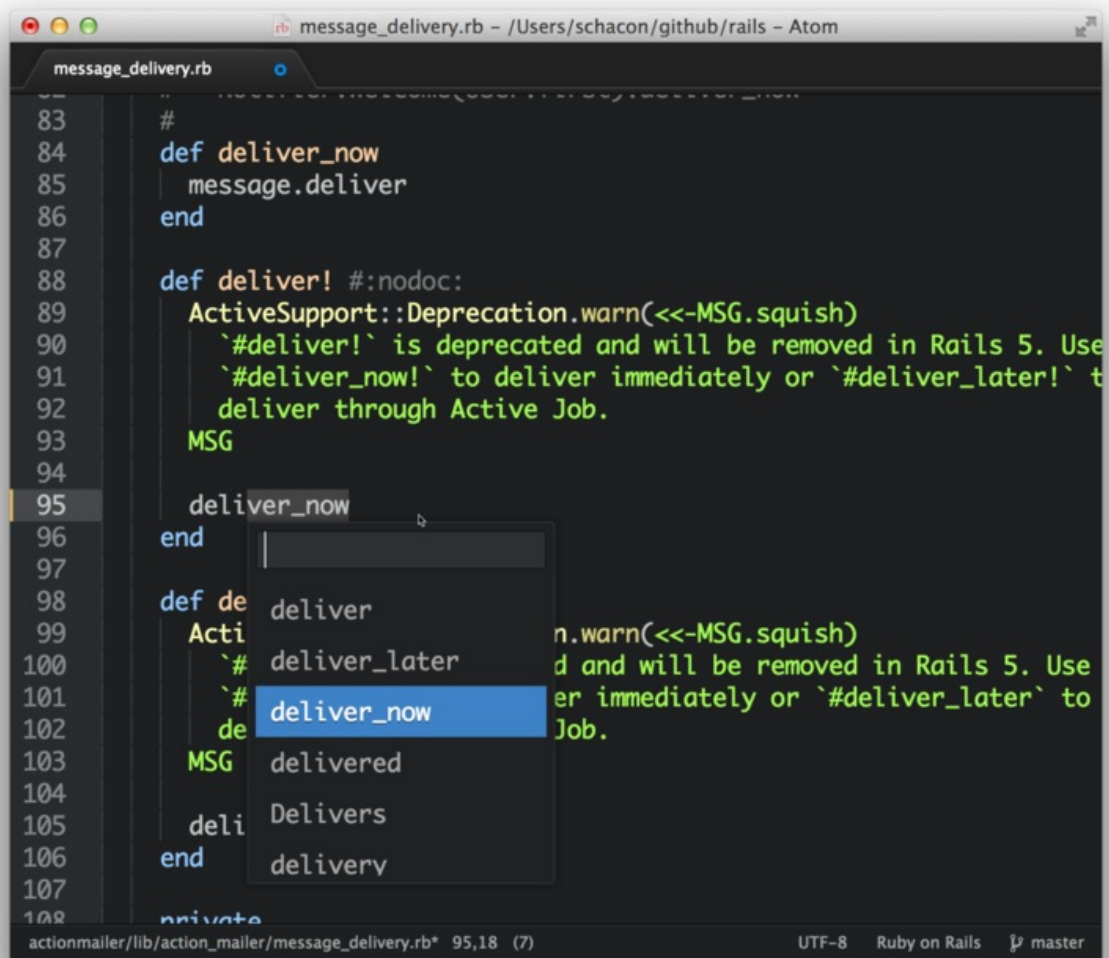 message_delivery.rb – /Users/schacon/github/rails – Atom
message_delivery.rb
83 #
84 def deliver_now
85 message.deliver
86 end
87
88 def deliver! #:nodoc:
89 ActiveSupport::Deprecation.warn(<<-MSG.squish)
90 `#deliver!` is deprecated and will be removed in Rails 5. Use
91 `#deliver_now!` to deliver immediately or `#deliver_later!` t
92 deliver through Active Job.
93 MSG
94
95 deliver_now
96 end
97
98 def de
99 Acti n.warn(<<-MSG.squish)
100 `# d and will be removed in Rails 5. Use
101 `# er immediately or `#deliver_later` to
102 de Job.
103 MSG
104
105 deli
106 end
107
108 private
deliver
deliver_later
deliver_now
delivered
Delivers
delivery
actionmailer/lib/action_mailer/message_delivery.rb* 95,18 (7) UTF-8 Ruby on Rails master